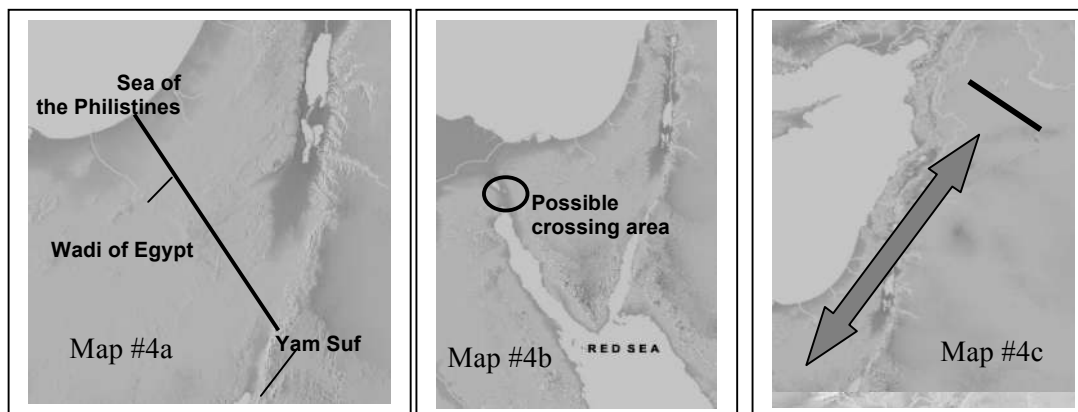 Sea of
the Philistines
Wadi of Egypt
Yam Suf
Map #4a
Possible
crossing area
RED SEA
Map #4b
Map #4c